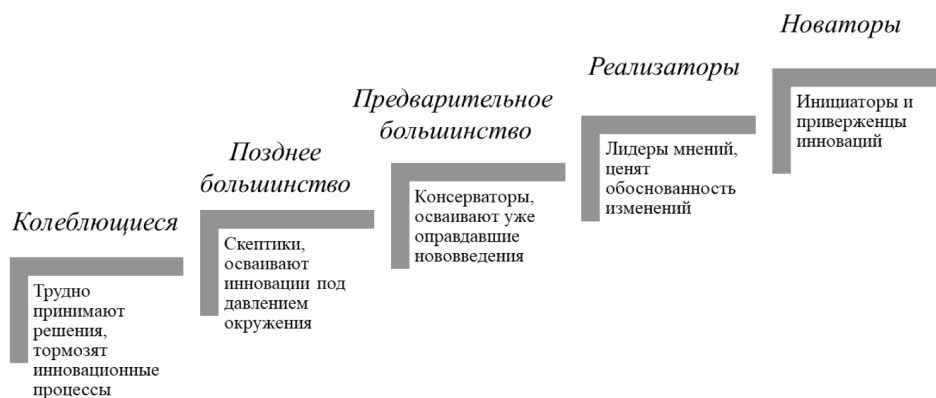 Колеблющиеся
Трудно
принимают
решения,
тормозят
инновационные
процессы
Позднее
большинство
Скептики,
осваивают
инновации под
давлением
окружения
Предварительное
большинство
Консерваторы,
осваивают уже
оправдавшие
нововведения
Реализаторы
Лидеры мнений,
ценят
обоснованность
изменений
Новаторы
Инициаторы и
приверженцы
инноваций